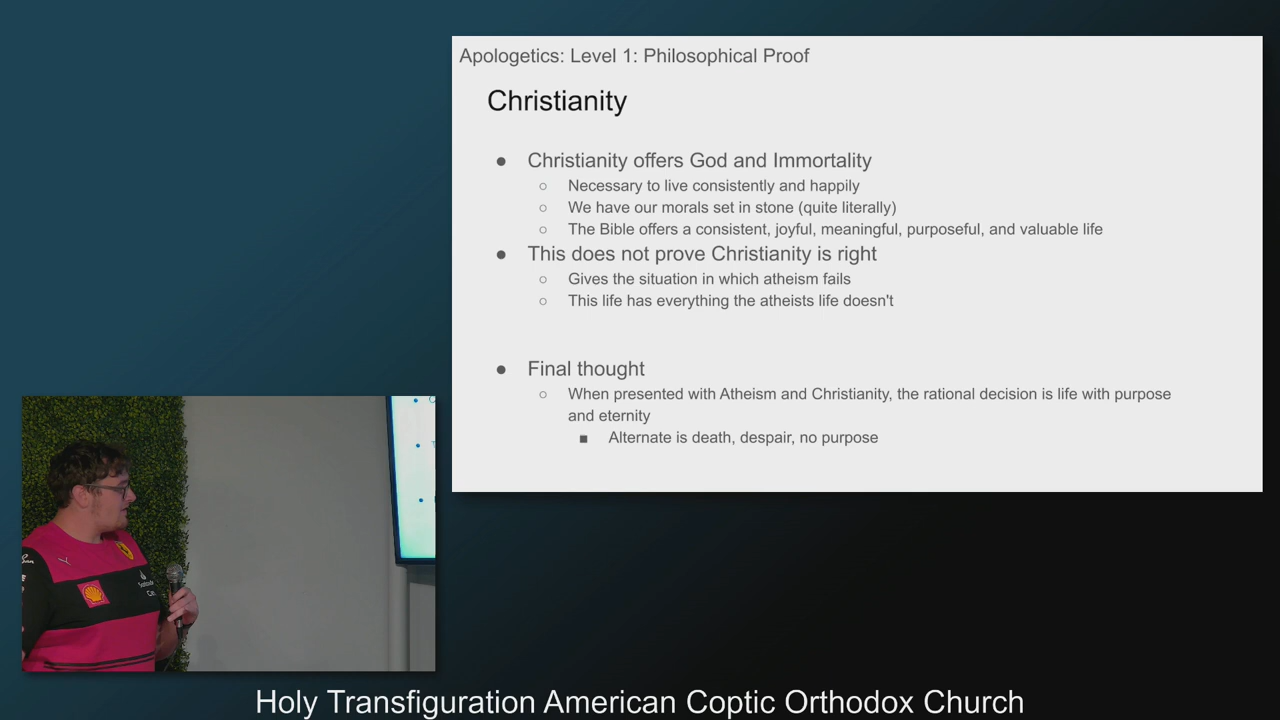 Apologetics: Level 1: Philosophical Proof
Christianity
● Christianity offers God and Immortality
○ Necessary to live consistently and happily
○ We have our morals set in stone (quite literally)
○ The Bible offers a consistent, joyful, meaningful, purposeful, and valuable life
● This does not prove Christianity is right
○ Gives the situation in which atheism fails
○ This life has everything the atheists life doesn't
● Final thought
○ When presented with Atheism and Christianity, the rational decision is life with purpose
and eternity
■ Alternate is death, despair, no purpose
Holy Transfiguration American Coptic Orthodox Church